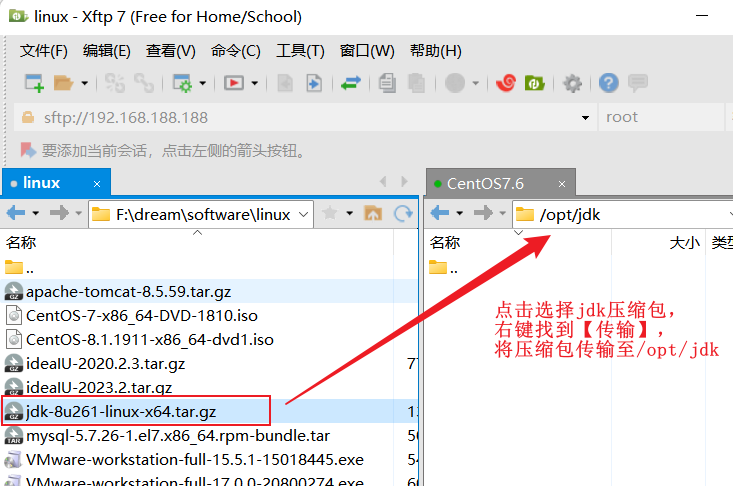 linux - Xftp 7 (Free for Home/School)
文件(F) 编辑(E) 查看(V) 命令(C) 工具(T) 窗口(W) 帮助(H)
sftp://192.168.188.188 root
要添加当前会话，点击左侧的箭头按钮。
linux × CentOS7.6 ×
F:\dream\software\linux /opt/jdk
名称 名称 大小 类型
.. ..
apache-tomcat-8.5.59.tar.gz
CentOS-7-x86_64-DVD-1810.iso
CentOS-8.1.1911-x86_64-dvd1.iso
ideaIU-2020.2.3.tar.gz
ideaIU-2023.2.tar.gz
jdk-8u261-linux-x64.tar.gz
mysql-5.7.26-1.el7.x86_64.rpm-bundle.tar
VMware-workstation-full-15.5.1-15018445.exe
VMware-workstation-full-17.0.0-20800274.exe
点击选择jdk压缩包，
右键找到【传输】，
将压缩包传输至/opt/jdk